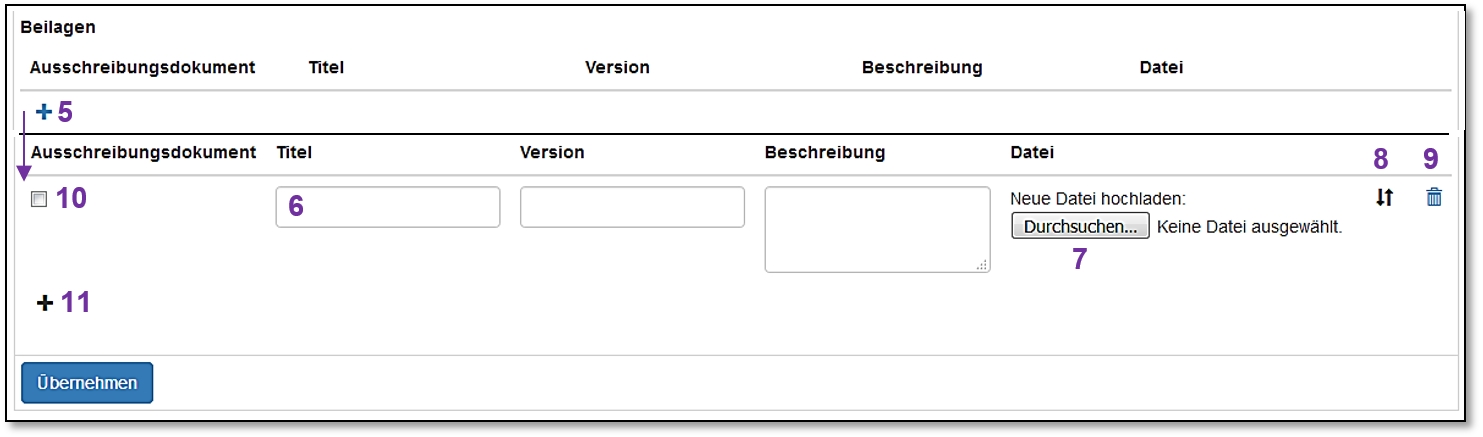 Beilagen
Ausschreibungsdokument Titel Version Beschreibung Datei
+ 5
Ausschreibungsdokument Titel Version Beschreibung Datei 8 9
10 6 Neue Datei hochladen:
Durchsuchen... Keine Datei ausgewählt.
7
+ 11
Übernehmen